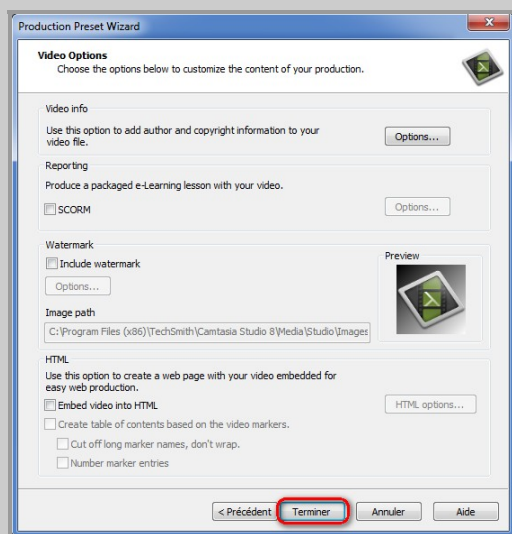 Production Preset Wizard
Video Options
Choose the options below to customize the content of your production.
Video info
Use this option to add author and copyright information to your
video file.
Options...
Reporting
Produce a packaged e-Learning lesson with your video.
SCORM
Options...
Watermark
Include watermark
Options...
Preview
Image path
C:\Program Files (x86)\TechSmith\Camtasia Studio 8\Media\Studio\Images
HTML
Use this option to create a web page with your video embedded for
easy web production.
Embed video into HTML
HTML options...
Create table of contents based on the video markers.
Cut off long marker names, don't wrap.
Number marker entries
< Précédent
Terminer
Annuler
Aide